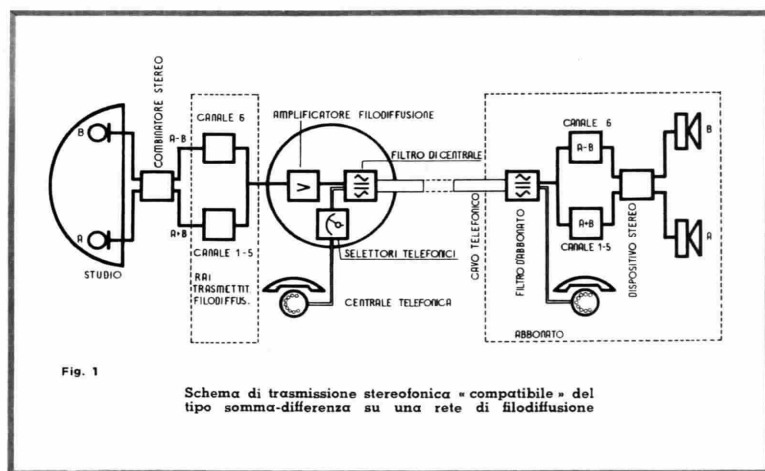 B
A
STUDIO
COMBINATORE STEREO
A-B
A+B
CANALE 6
CANALE 1-5
RAI
TRASMETTIT.
FILODIFFUS.
AMPLIFICATORE FILODIFFUSIONE
V
FILTRO DI CENTRALE
SELETTORI TELEFONICI
CENTRALE TELEFONICA
CAVO TELEFONICO
FILTRO D'ABBONATO
CANALE 6
A-B
A+B
CANALE 1-5
DISPOSITIVO STEREO
B
A
ABBONATO
Fig. 1
Schema di trasmissione stereofonica « compatibile » del
tipo somma-differenza su una rete di filodiffusione